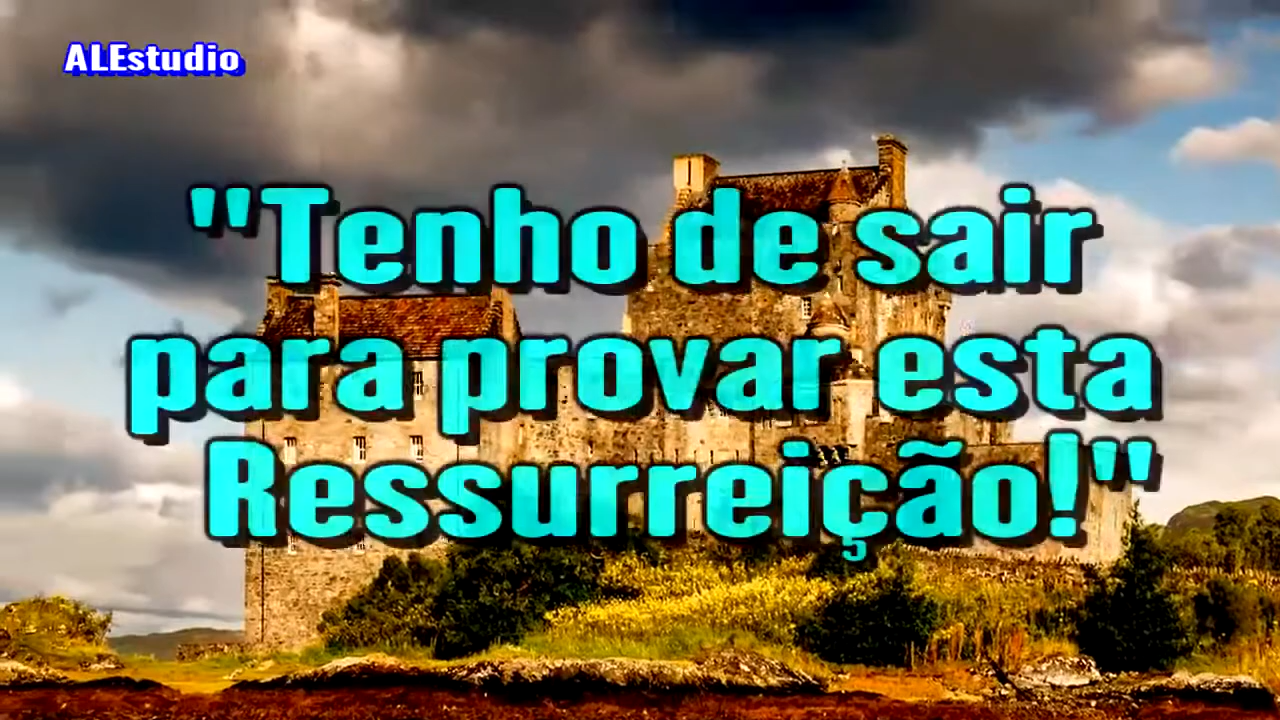 ALEstudio
"Tenho de sair
para provar esta
Ressurreição!"